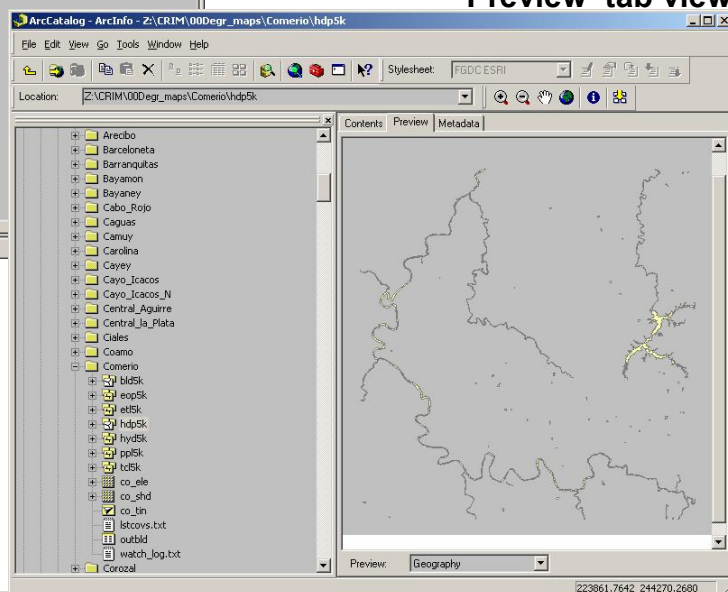 Preview tab view
ArcCatalog - ArcInfo - Z:\CRIM\00Degr_maps\Comerio\hdp5k
File Edit View Go Tools Window Help
Stylesheet: FGDC ESRI
Location: Z:\CRIM\00Degr_maps\Comerio\hdp5k
Contents Preview Metadata
Arecibo
Barceloneta
Barranquitas
Bayamon
Bayaney
Cabo_Rojo
Caguas
Camuy
Carolina
Cayey
Cayo_Icacos
Cayo_Icacos_N
Central_Aguirre
Central_la_Plata
Ciales
Coamo
Comerio
bld5k
eop5k
etl5k
hdp5k
hyd5k
ppl5k
tcl5k
co_ele
co_shd
co_tin
lstcovs.txt
outbld
watch_log.txt
Corozal
Preview: Geography
223861.7642 244270.2680